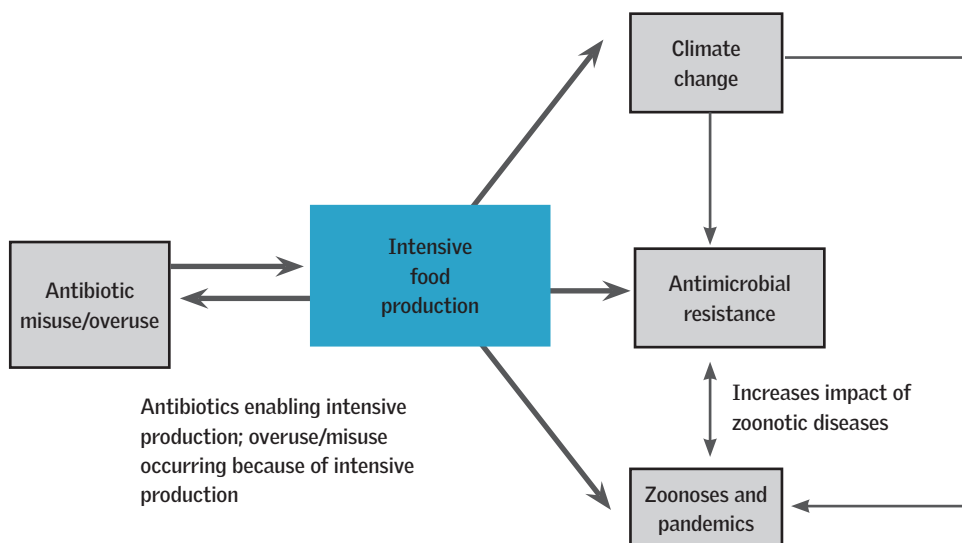 Climate
change
Intensive
food
production
Antibiotic
misuse/overuse
Antimicrobial
resistance
Antibiotics enabling intensive
production; overuse/misuse
occurring because of intensive
production
Increases impact of
zoonotic diseases
Zoonoses and
pandemics